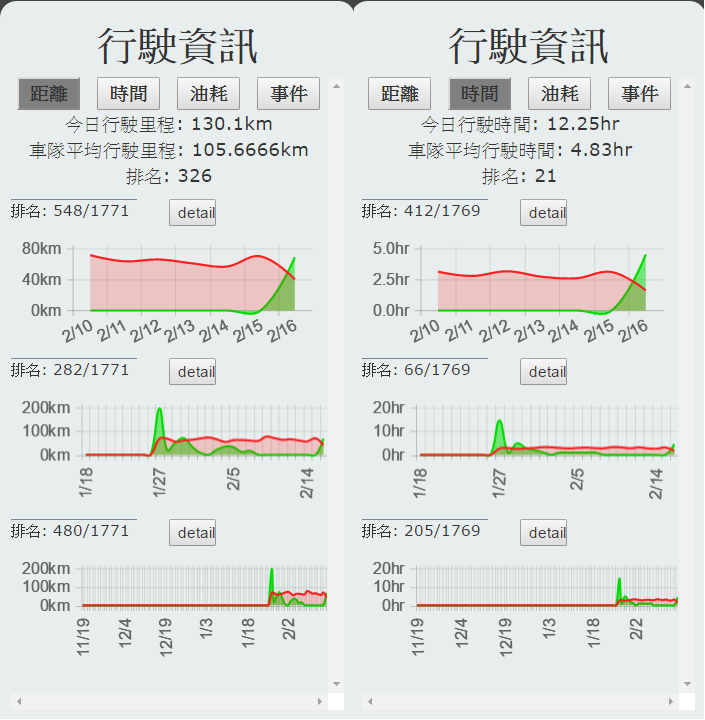 行駛資訊
距離 時間 油耗 事件
今日行駛里程: 130.1km
車隊平均行駛里程: 105.6666km
排名: 326
排名: 548/1771 detail
80km
40km
0km
2/10 2/11 2/12 2/13 2/14 2/15 2/16
排名: 282/1771 detail
200km
100km
0km
1/18 1/27 2/5 2/14
排名: 480/1771 detail
200km
100km
0km
11/19 12/4 12/19 1/3 1/18 2/2
行駛資訊
距離 時間 油耗 事件
今日行駛時間: 12.25hr
車隊平均行駛時間: 4.83hr
排名: 21
排名: 412/1769 detail
5.0hr
2.5hr
0.0hr
2/10 2/11 2/12 2/13 2/14 2/15 2/16
排名: 66/1769 detail
20hr
10hr
0hr
1/18 1/27 2/5 2/14
排名: 205/1769 detail
20hr
10hr
0hr
11/19 12/4 12/19 1/3 1/18 2/2